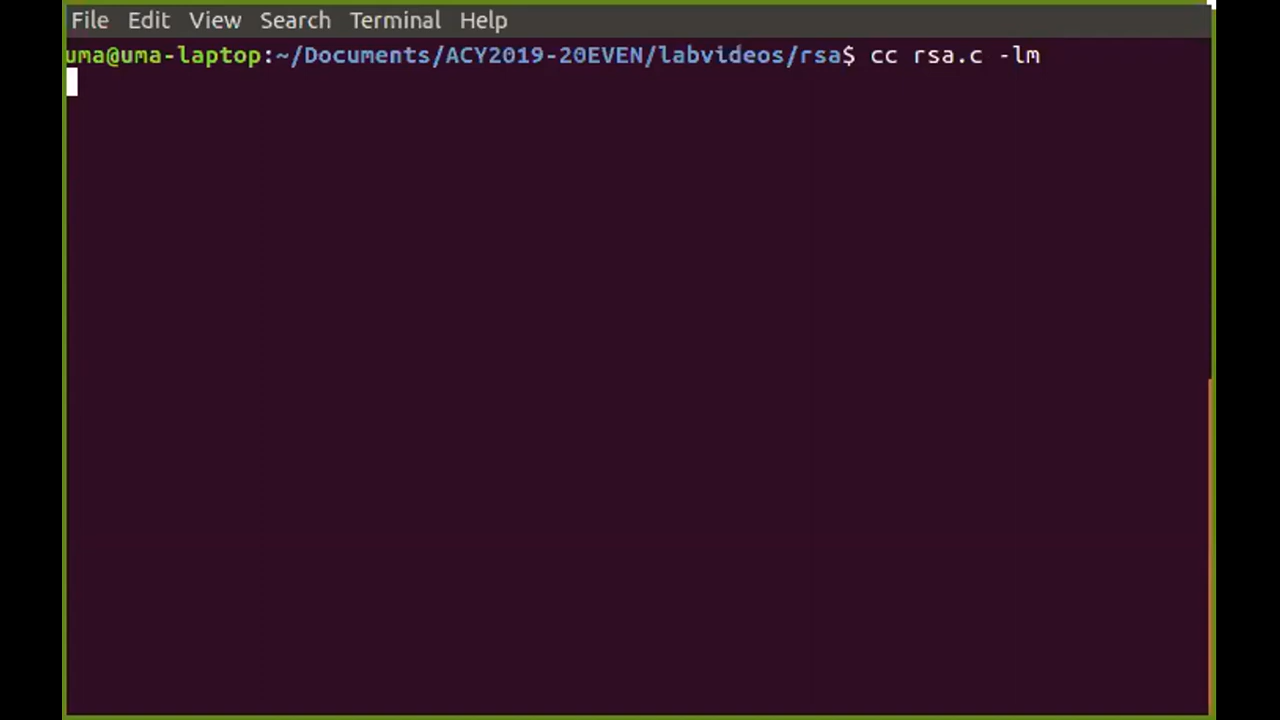 File Edit View Search Terminal Help
uma@uma-laptop:~/Documents/ACY2019-20EVEN/labvideos/rsa$ cc rsa.c -lm